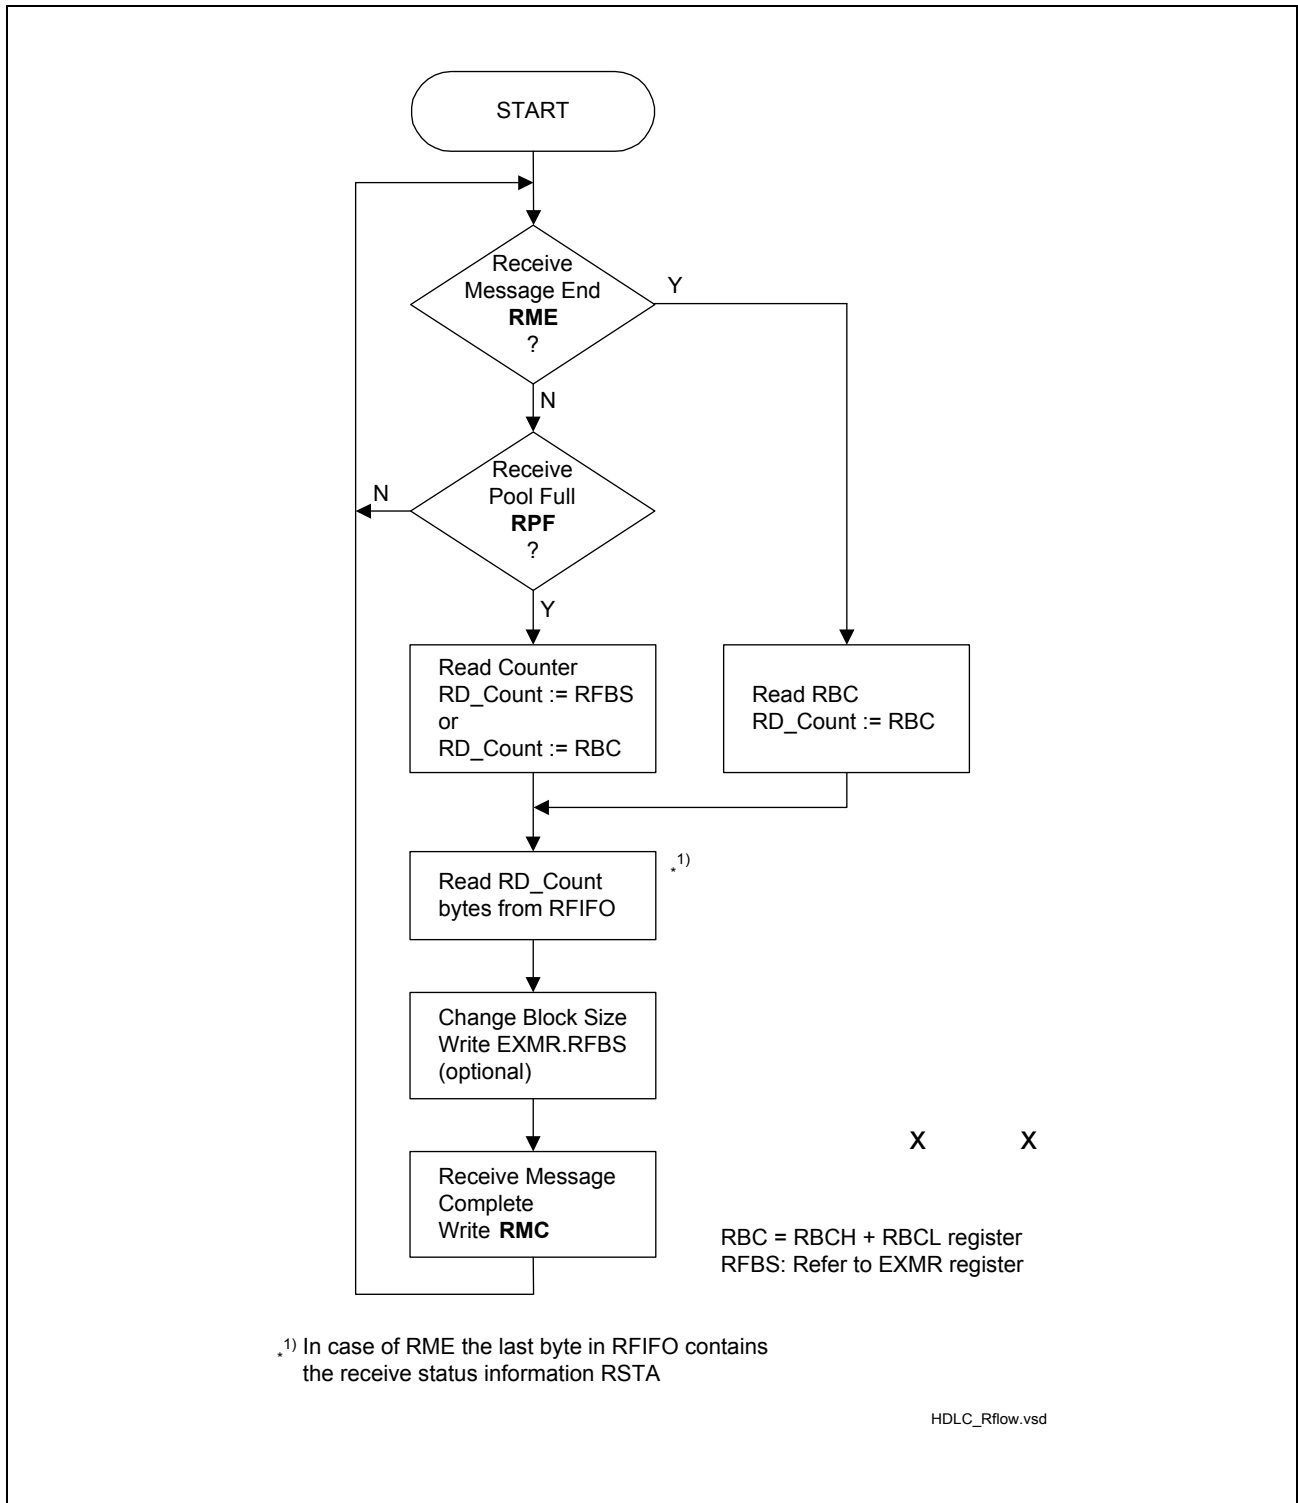 START
Receive
Message End
RME
?
Y
N
Receive
Pool Full
RPF
?
N
Y
Read Counter
RD_Count := RFBS
or
RD_Count := RBC
Read RBC
RD_Count := RBC
Read RD_Count
bytes from RFIFO
*1)
Change Block Size
Write EXMR.RFBS
(optional)
Receive Message
Complete
Write RMC
x x
RBC = RBCH + RBCL register
RFBS: Refer to EXMR register
*1) In case of RME the last byte in RFIFO contains
the receive status information RSTA
HDLC_Rflow.vsd